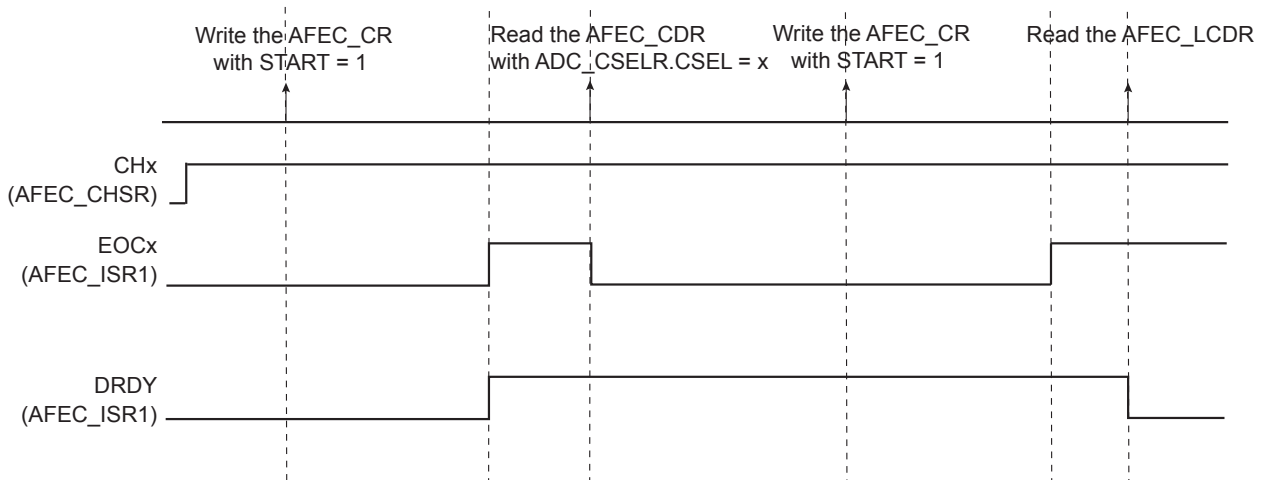 Write the AFEC_CR
with START = 1
Read the AFEC_CDR
with ADC_CSELR.CSEL = x
Write the AFEC_CR
with START = 1
Read the AFEC_LCDR
CHx
(AFEC_CHSR)
EOCx
(AFEC_ISR1)
DRDY
(AFEC_ISR1)